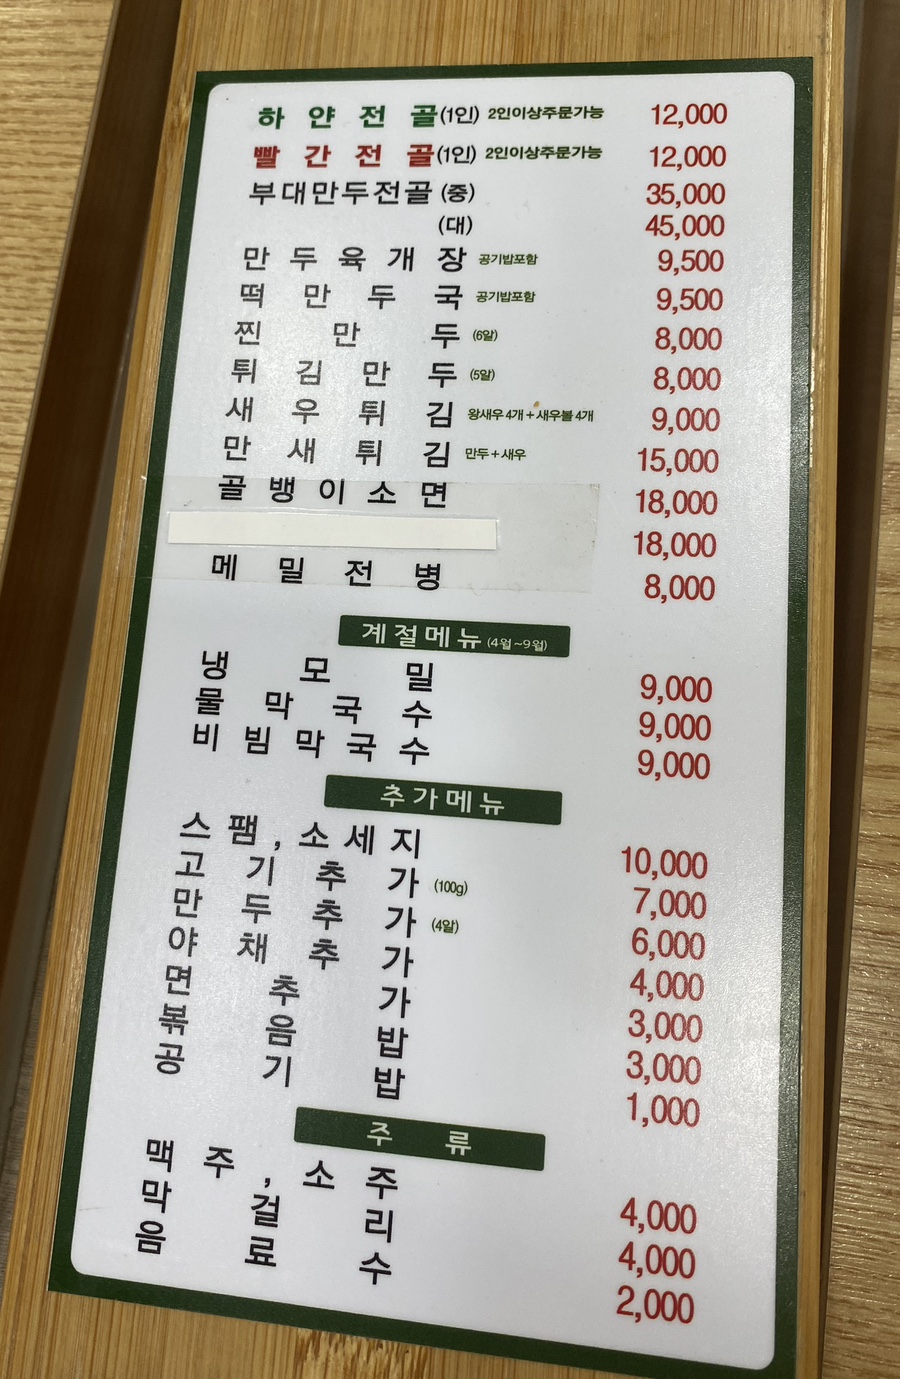 하얀전골(1인) 2인이상주문가능 12,000
빨간전골(1인) 2인이상주문가능 12,000
부대만두전골 (중) 35,000
(대) 45,000
만두육개장 공기밥포함 9,500
떡만두국 공기밥포함 9,500
찐만두 (6알) 8,000
튀김만두 (5알) 8,000
새우튀김 왕새우 4개 + 새우볼 4개 9,000
만새튀김 만두 + 새우 15,000
골뱅이소면 18,000
18,000
메밀전병 8,000
계절메뉴 (4월~9월)
냉모밀 9,000
물막국수 9,000
비빔막국수 9,000
추가메뉴
스팸, 소세지 10,000
고기추가 (100g) 7,000
만두추가 (4알) 6,000
야채추가 4,000
면추가 3,000
볶음밥 3,000
공기밥 1,000
주류
맥주, 소주 4,000
막걸리 4,000
음료수 2,000